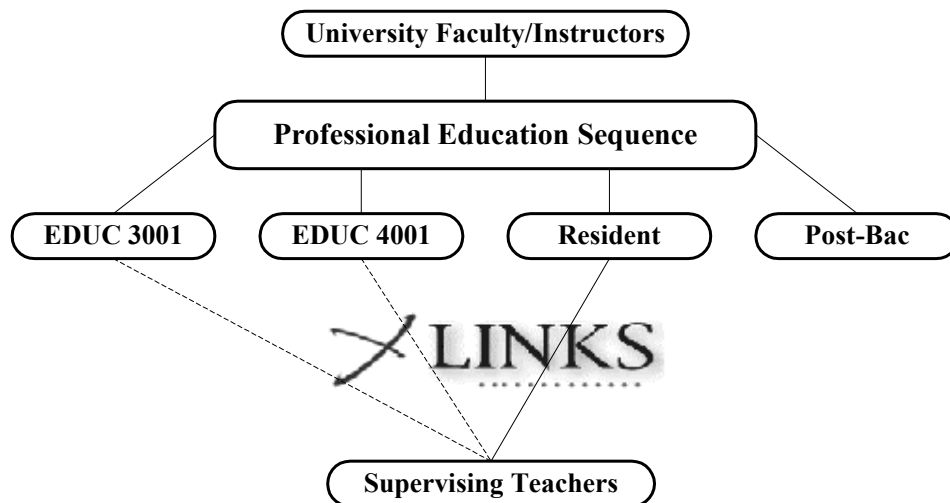 University Faculty/Instructors
Professional Education Sequence
EDUC 3001
EDUC 4001
Resident
Post-Bac
LINKS
Supervising Teachers